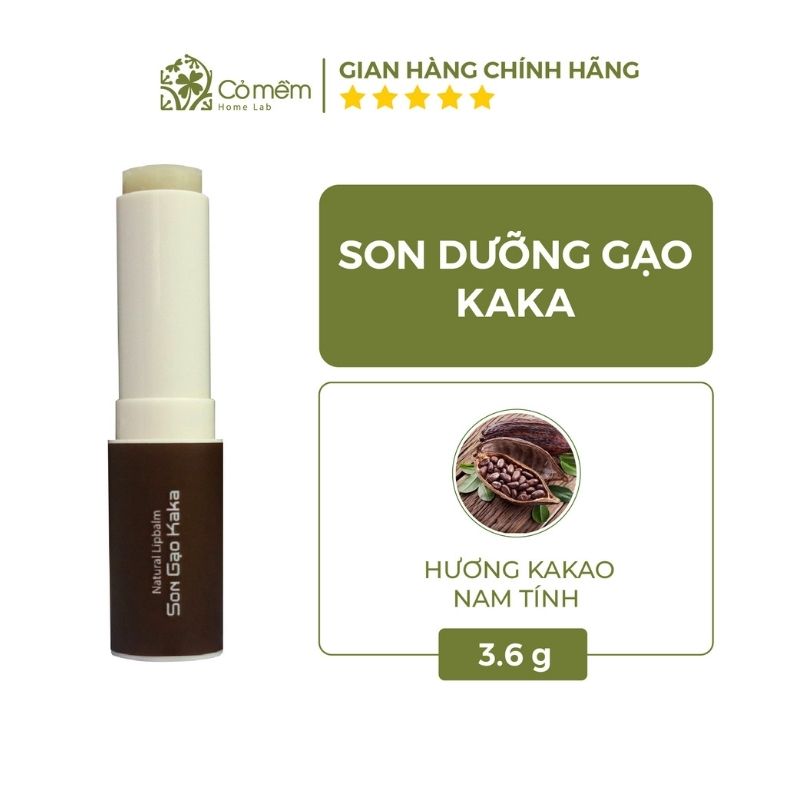 Cỏ mềm
Home Lab
GIAN HÀNG CHÍNH HÃNG
SON DƯỠNG GẠO
KAKA
Natural Lipbalm
Son Gạo Kaka
HƯƠNG KAKAO
NAM TÍNH
3.6 g